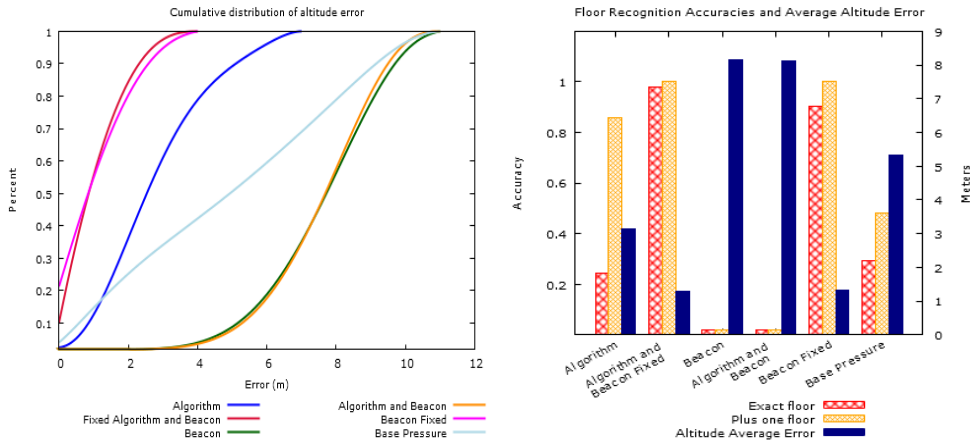 Cumulative distribution of altitude error
1
0.9
0.8
0.7
0.6
0.5
0.4
0.3
0.2
0.1
Percent
0 2 4 6 8 10 12
Error (m)
Algorithm
Fixed Algorithm and Beacon
Beacon
Algorithm and Beacon
Beacon Fixed
Base Pressure
Floor Recognition Accuracies and Average Altitude Error
1
0.8
0.6
0.4
0.2
Accuracy
9
8
7
6
5
4
3
2
1
0
Meters
Algorithm
Algorithm and
Beacon Fixed
Beacon
Algorithm and
Beacon
Beacon Fixed
Base Pressure
Exact floor
Plus one floor
Altitude Average Error